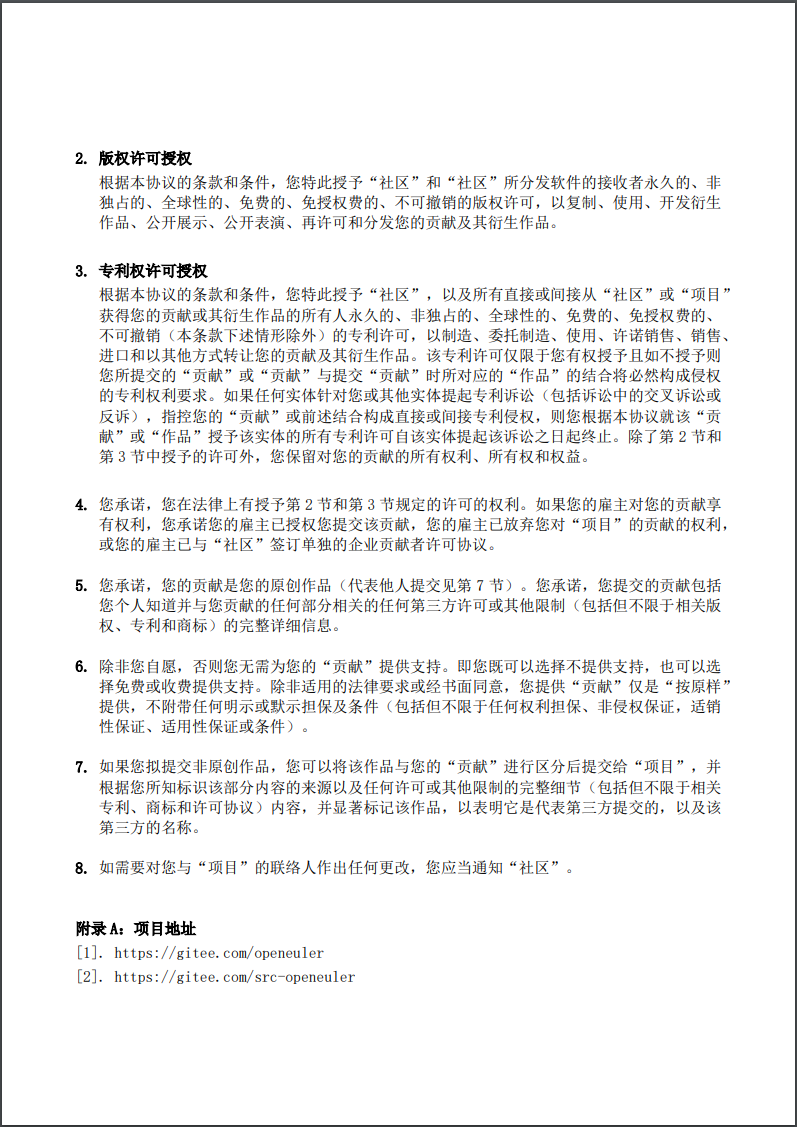 2. 版权许可授权
根据本协议的条款和条件，您特此授予“社区”和“社区”所分发软件的接收者永久的、非
独占的、全球性的、免费的、免授权费的、不可撤销的版权许可，以复制、使用、开发衍生
作品、公开展示、公开表演、再许可和分发您的贡献及其衍生作品。
3. 专利权许可授权
根据本协议的条款和条件，您特此授予“社区”，以及所有直接或间接从“社区”或“项目”
获得您的贡献或其衍生作品的所有人永久的、非独占的、全球性的、免费的、免授权费的、
不可撤销（本条款下述情形除外）的专利许可，以制造、委托制造、使用、许诺销售、销售、
进口和以其他方式转让您的贡献及其衍生作品。该专利许可仅限于您有权授予且如不授予则
您所提交的“贡献”或“贡献”与提交“贡献”时所对应的“作品”的结合将必然构成侵权
的专利权利要求。如果任何实体针对您或其他实体提起专利诉讼（包括诉讼中的交叉诉讼或
反诉），指控您的“贡献”或前述结合构成直接或间接专利侵权，则您根据本协议就该“贡
献”或“作品”授予该实体的所有专利许可自该实体提起该诉讼之日起终止。除了第 2 节和
第 3 节中授予的许可外，您保留对您的贡献的所有权利、所有权和权益。
4. 您承诺，您在法律上有授予第 2 节和第 3 节规定的许可的权利。如果您的雇主对您的贡献享
有权利，您承诺您的雇主已授权您提交该贡献，您的雇主已放弃您对“项目”的贡献的权利，
或您的雇主已与“社区”签订单独的企业贡献者许可协议。
5. 您承诺，您的贡献是您的原创作品（代表他人提交见第 7 节）。您承诺，您提交的贡献包括
您个人知道并与您贡献的任何部分相关的任何第三方许可或其他限制（包括但不限于相关版
权、专利和商标）的完整详细信息。
6. 除非您自愿，否则您无需为您的“贡献”提供支持。即您既可以选择不提供支持，也可以选
择免费或收费提供支持。除非适用的法律要求或经书面同意，您提供“贡献”仅是“按原样”
提供，不附带任何明示或默示担保及条件（包括但不限于任何权利担保、非侵权保证，适销
性保证、适用性保证或条件）。
7. 如果您拟提交非原创作品，您可以将该作品与您的“贡献”进行区分后提交给“项目”，并
根据您所知标识该部分内容的来源以及任何许可或其他限制的完整细节（包括但不限于相关
专利、商标和许可协议）内容，并显著标记该作品，以表明它是代表第三方提交的，以及该
第三方的名称。
8. 如需要对您与“项目”的联络人作出任何更改，您应当通知“社区”。
附录 A：项目地址
[1]. https://gitee.com/openeuler
[2]. https://gitee.com/src-openeuler